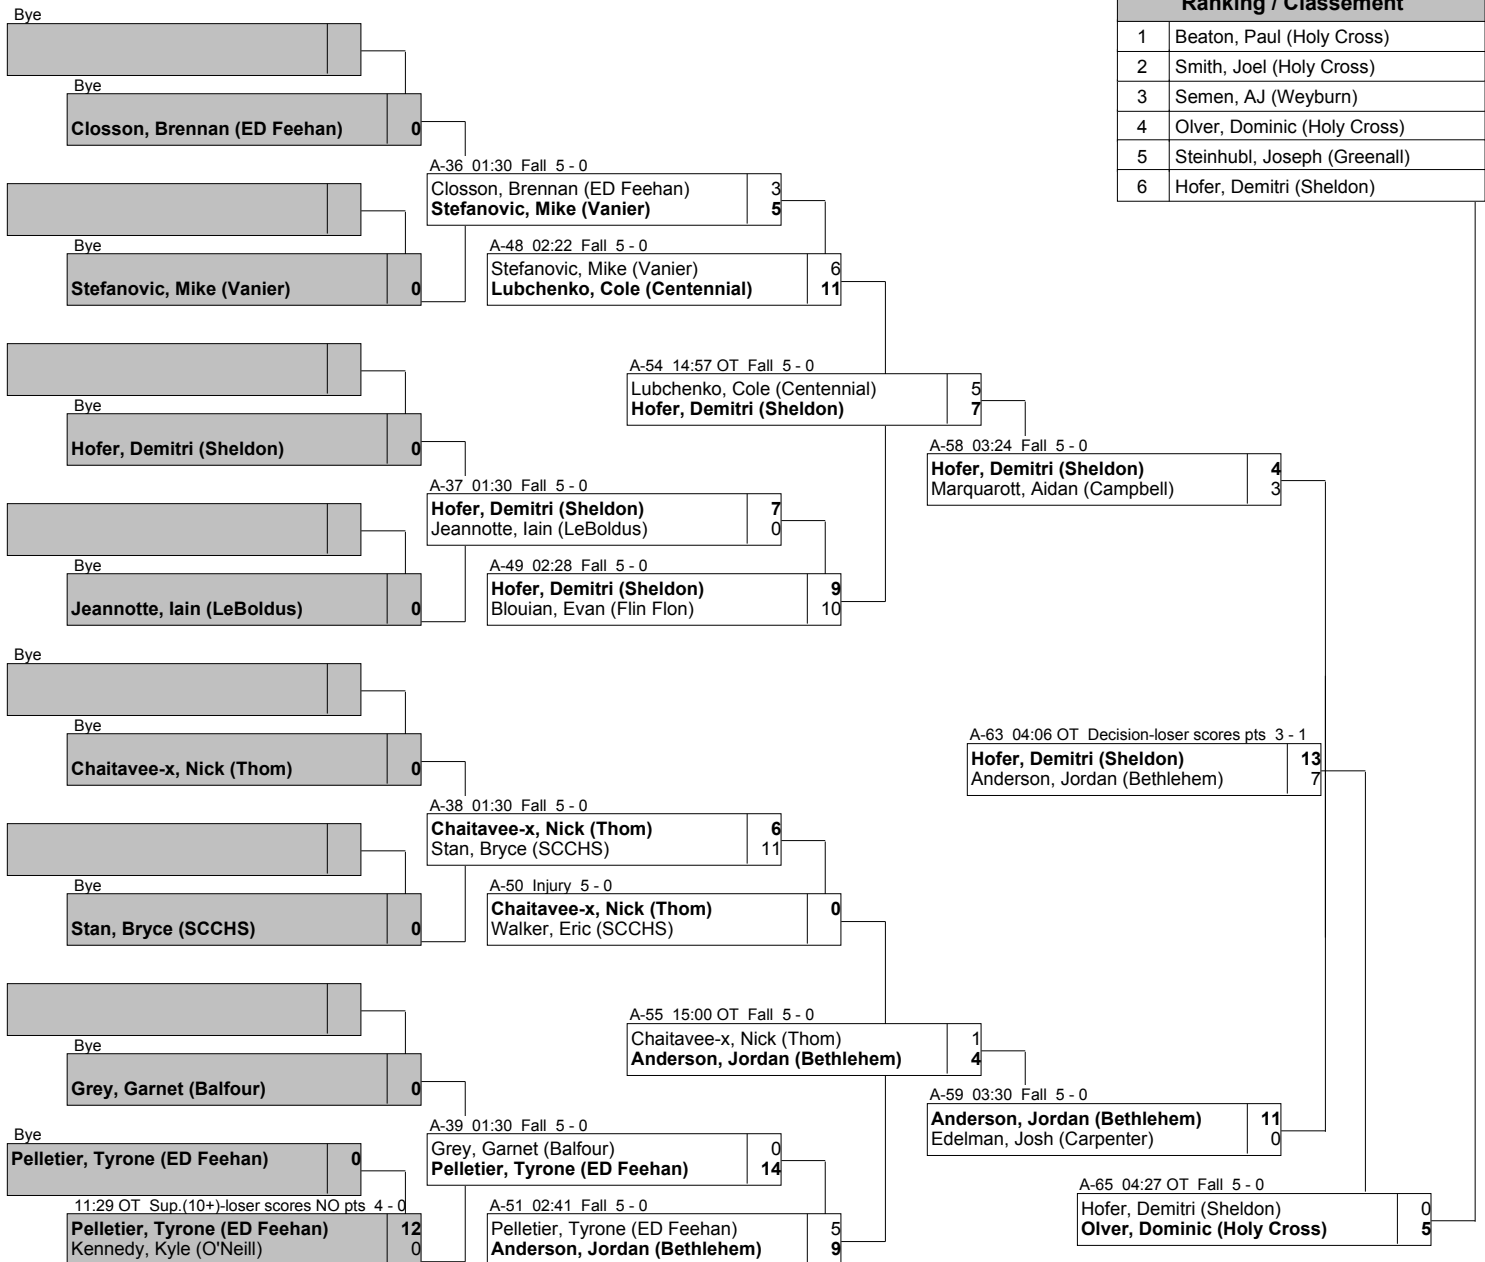 Ranking / Classement
1 Beaton, Paul (Holy Cross)
2 Smith, Joel (Holy Cross)
3 Semen, AJ (Weyburn)
4 Olver, Dominic (Holy Cross)
5 Steinhubl, Joseph (Greenall)
6 Hofer, Demitri (Sheldon)
Bye
Bye
Closson, Brennan (ED Feehan) 0
A-36 01:30 Fall 5 - 0
Closson, Brennan (ED Feehan) 3
Stefanovic, Mike (Vanier) 5
Bye
Stefanovic, Mike (Vanier) 0
A-48 02:22 Fall 5 - 0
Stefanovic, Mike (Vanier) 6
Lubchenko, Cole (Centennial) 11
A-54 14:57 OT Fall 5 - 0
Lubchenko, Cole (Centennial) 5
Hofer, Demitri (Sheldon) 7
Bye
Hofer, Demitri (Sheldon) 0
A-58 03:24 Fall 5 - 0
Hofer, Demitri (Sheldon) 4
Marquarott, Aidan (Campbell) 3
A-37 01:30 Fall 5 - 0
Hofer, Demitri (Sheldon) 7
Jeannotte, Iain (LeBoldus) 0
Bye
Jeannotte, Iain (LeBoldus) 0
A-49 02:28 Fall 5 - 0
Hofer, Demitri (Sheldon) 9
Blouian, Evan (Flin Flon) 10
Bye
Bye
Chaitavee-x, Nick (Thom) 0
A-63 04:06 OT Decision-loser scores pts 3 - 1
Hofer, Demitri (Sheldon) 13
Anderson, Jordan (Bethlehem) 7
A-38 01:30 Fall 5 - 0
Chaitavee-x, Nick (Thom) 6
Stan, Bryce (SCCHS) 11
Bye
Stan, Bryce (SCCHS) 0
A-50 Injury 5 - 0
Chaitavee-x, Nick (Thom) 0
Walker, Eric (SCCHS)
A-55 15:00 OT Fall 5 - 0
Chaitavee-x, Nick (Thom) 1
Anderson, Jordan (Bethlehem) 4
Bye
Grey, Garnet (Balfour) 0
A-59 03:30 Fall 5 - 0
Anderson, Jordan (Bethlehem) 11
Edelman, Josh (Carpenter) 0
A-39 01:30 Fall 5 - 0
Grey, Garnet (Balfour) 0
Pelletier, Tyrone (ED Feehan) 14
Bye
Pelletier, Tyrone (ED Feehan) 0
11:29 OT Sup.(10+)-loser scores NO pts 4 - 0
Pelletier, Tyrone (ED Feehan) 12
Kennedy, Kyle (O'Neill) 0
A-51 02:41 Fall 5 - 0
Pelletier, Tyrone (ED Feehan) 5
Anderson, Jordan (Bethlehem) 9
A-65 04:27 Fall 5 - 0
Hofer, Demitri (Sheldon) 0
Olver, Dominic (Holy Cross) 5